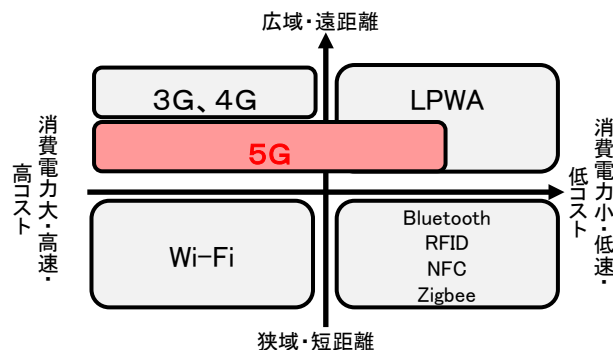 広域・遠距離
3G、4G
LPWA
5G
消費電力大・高速・
高コスト
消費電力小・低速・
低コスト
Wi-Fi
Bluetooth
RFID
NFC
Zigbee
狭域・短距離